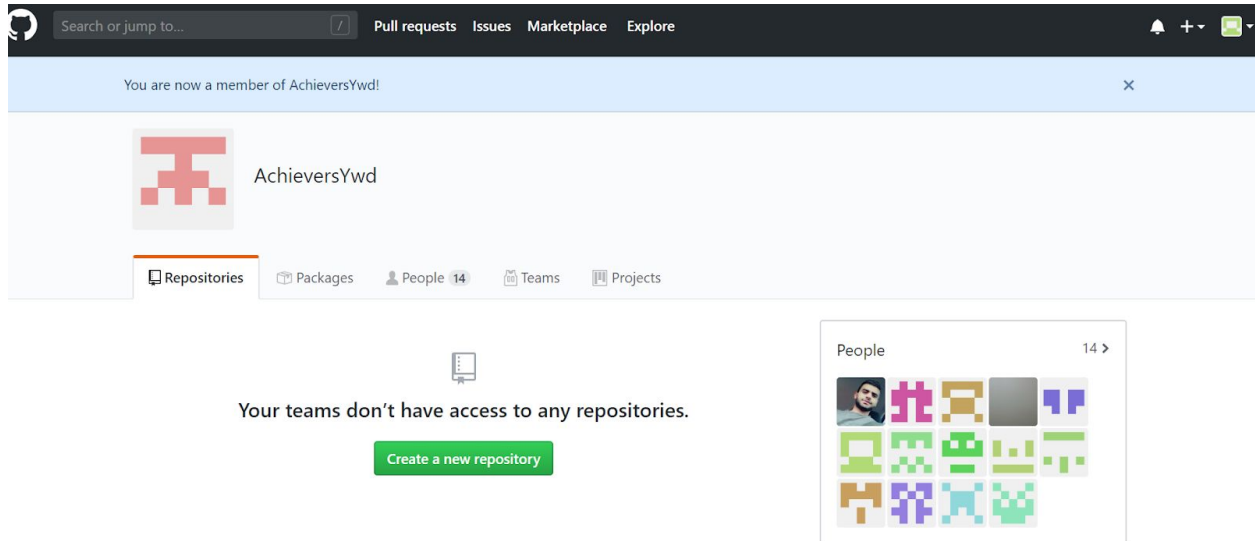 Search or jump to... /
Pull requests Issues Marketplace Explore
You are now a member of AchieversYwd!
AchieversYwd
Repositories Packages People 14 Teams Projects
Your teams don't have access to any repositories.
Create a new repository
People 14